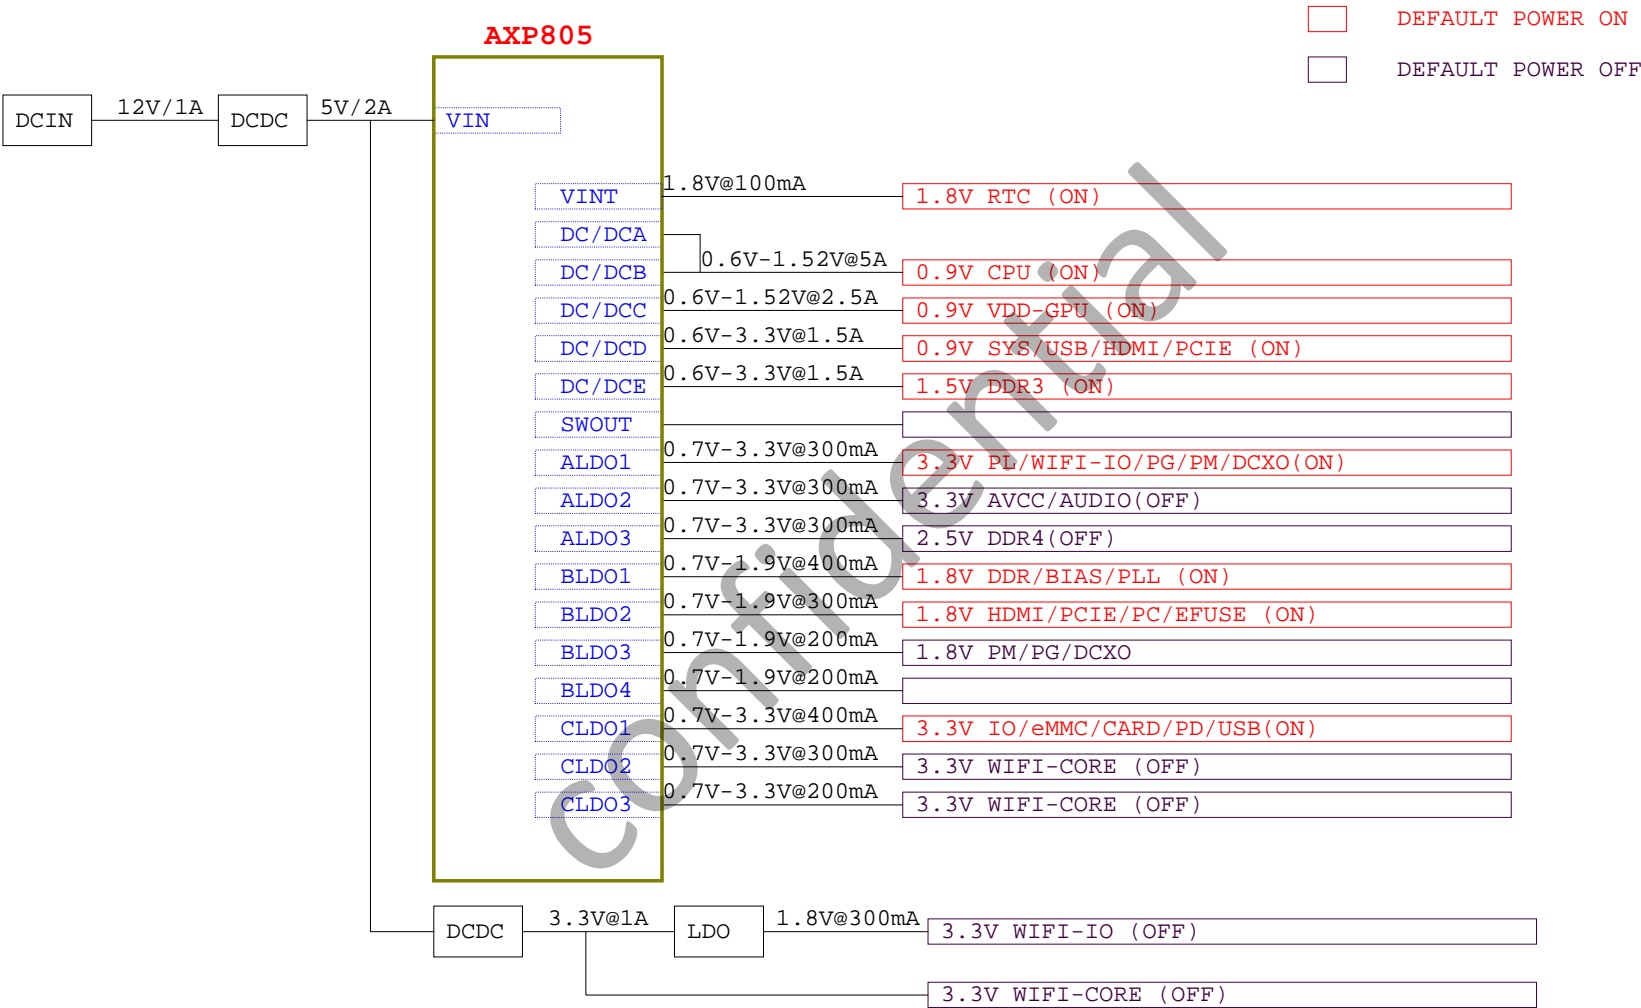 DEFAULT POWER ON
AXP805
DEFAULT POWER OFF
DCIN 12V/1A DCDC 5V/2A VIN
VINT 1.8V@100mA 1.8V RTC (ON)
DC/DCA
DC/DCB 0.6V-1.52V@5A 0.9V CPU (ON)
DC/DCC 0.6V-1.52V@2.5A 0.9V VDD-GPU (ON)
DC/DCD 0.6V-3.3V@1.5A 0.9V SYS/USB/HDMI/PCIE (ON)
DC/DCE 0.6V-3.3V@1.5A 1.5V DDR3 (ON)
SWOUT
ALDO1 0.7V-3.3V@300mA 3.3V PL/WIFI-IO/PG/PM/DCXO(ON)
ALDO2 0.7V-3.3V@300mA 3.3V AVCC/AUDIO(OFF)
ALDO3 0.7V-3.3V@300mA 2.5V DDR4(OFF)
BLDO1 0.7V-1.9V@400mA 1.8V DDR/BIAS/PLL (ON)
BLDO2 0.7V-1.9V@300mA 1.8V HDMI/PCIE/PC/EFUSE (ON)
BLDO3 0.7V-1.9V@200mA 1.8V PM/PG/DCXO
BLDO4 0.7V-1.9V@200mA
CLDO1 0.7V-3.3V@400mA 3.3V IO/eMMC/CARD/PD/USB(ON)
CLDO2 0.7V-3.3V@300mA 3.3V WIFI-CORE (OFF)
CLDO3 0.7V-3.3V@200mA 3.3V WIFI-CORE (OFF)
DCDC 3.3V@1A LDO 1.8V@300mA 3.3V WIFI-IO (OFF)
3.3V WIFI-CORE (OFF)
confidential